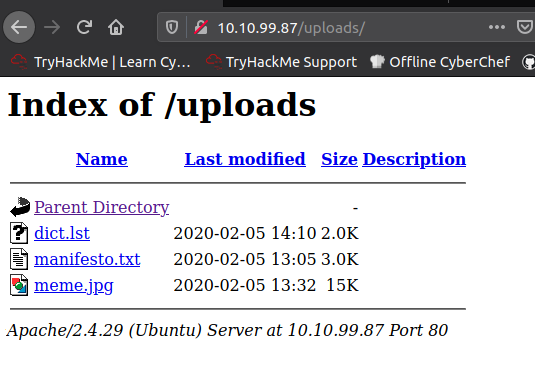 10.10.99.87/uploads/
TryHackMe | Learn Cy… TryHackMe Support Offline CyberChef
Index of /uploads
Name Last modified Size Description
Parent Directory -
dict.lst 2020-02-05 14:10 2.0K
manifesto.txt 2020-02-05 13:05 3.0K
meme.jpg 2020-02-05 13:32 15K
Apache/2.4.29 (Ubuntu) Server at 10.10.99.87 Port 80